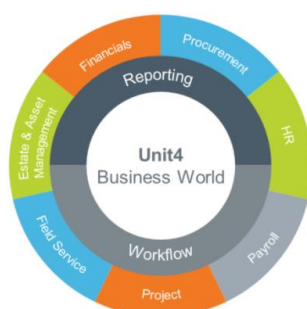 Financials
Procurement
Reporting
Estate & Asset
Management
HR
Unit4
Business World
Field Service
Workflow
Payroll
Project